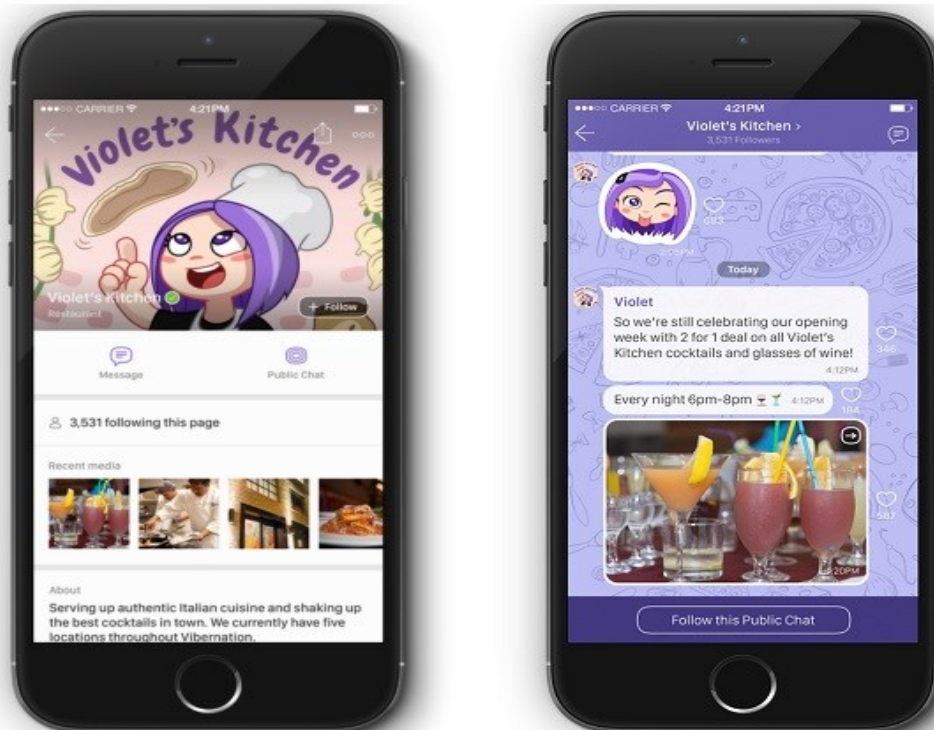 ●●●○○ CARRIER 4:21PM
Violet's Kitchen
Violet's Kitchen
Restaurant
+ Follow
Message
Public Chat
3,531 following this page
Recent media
About
Serving up authentic Italian cuisine and shaking up
the best cocktails in town. We currently have five
locations throughout Vibernation.
●●●○○ CARRIER 4:21PM
Violet's Kitchen >
3,531 Followers
683
Today
Violet
So we're still celebrating our opening
week with 2 for 1 deal on all Violet's
Kitchen cocktails and glasses of wine!
4:12PM
346
Every night 6pm-8pm 🍷 🍸 4:12PM
184
587
4:20PM
Follow this Public Chat